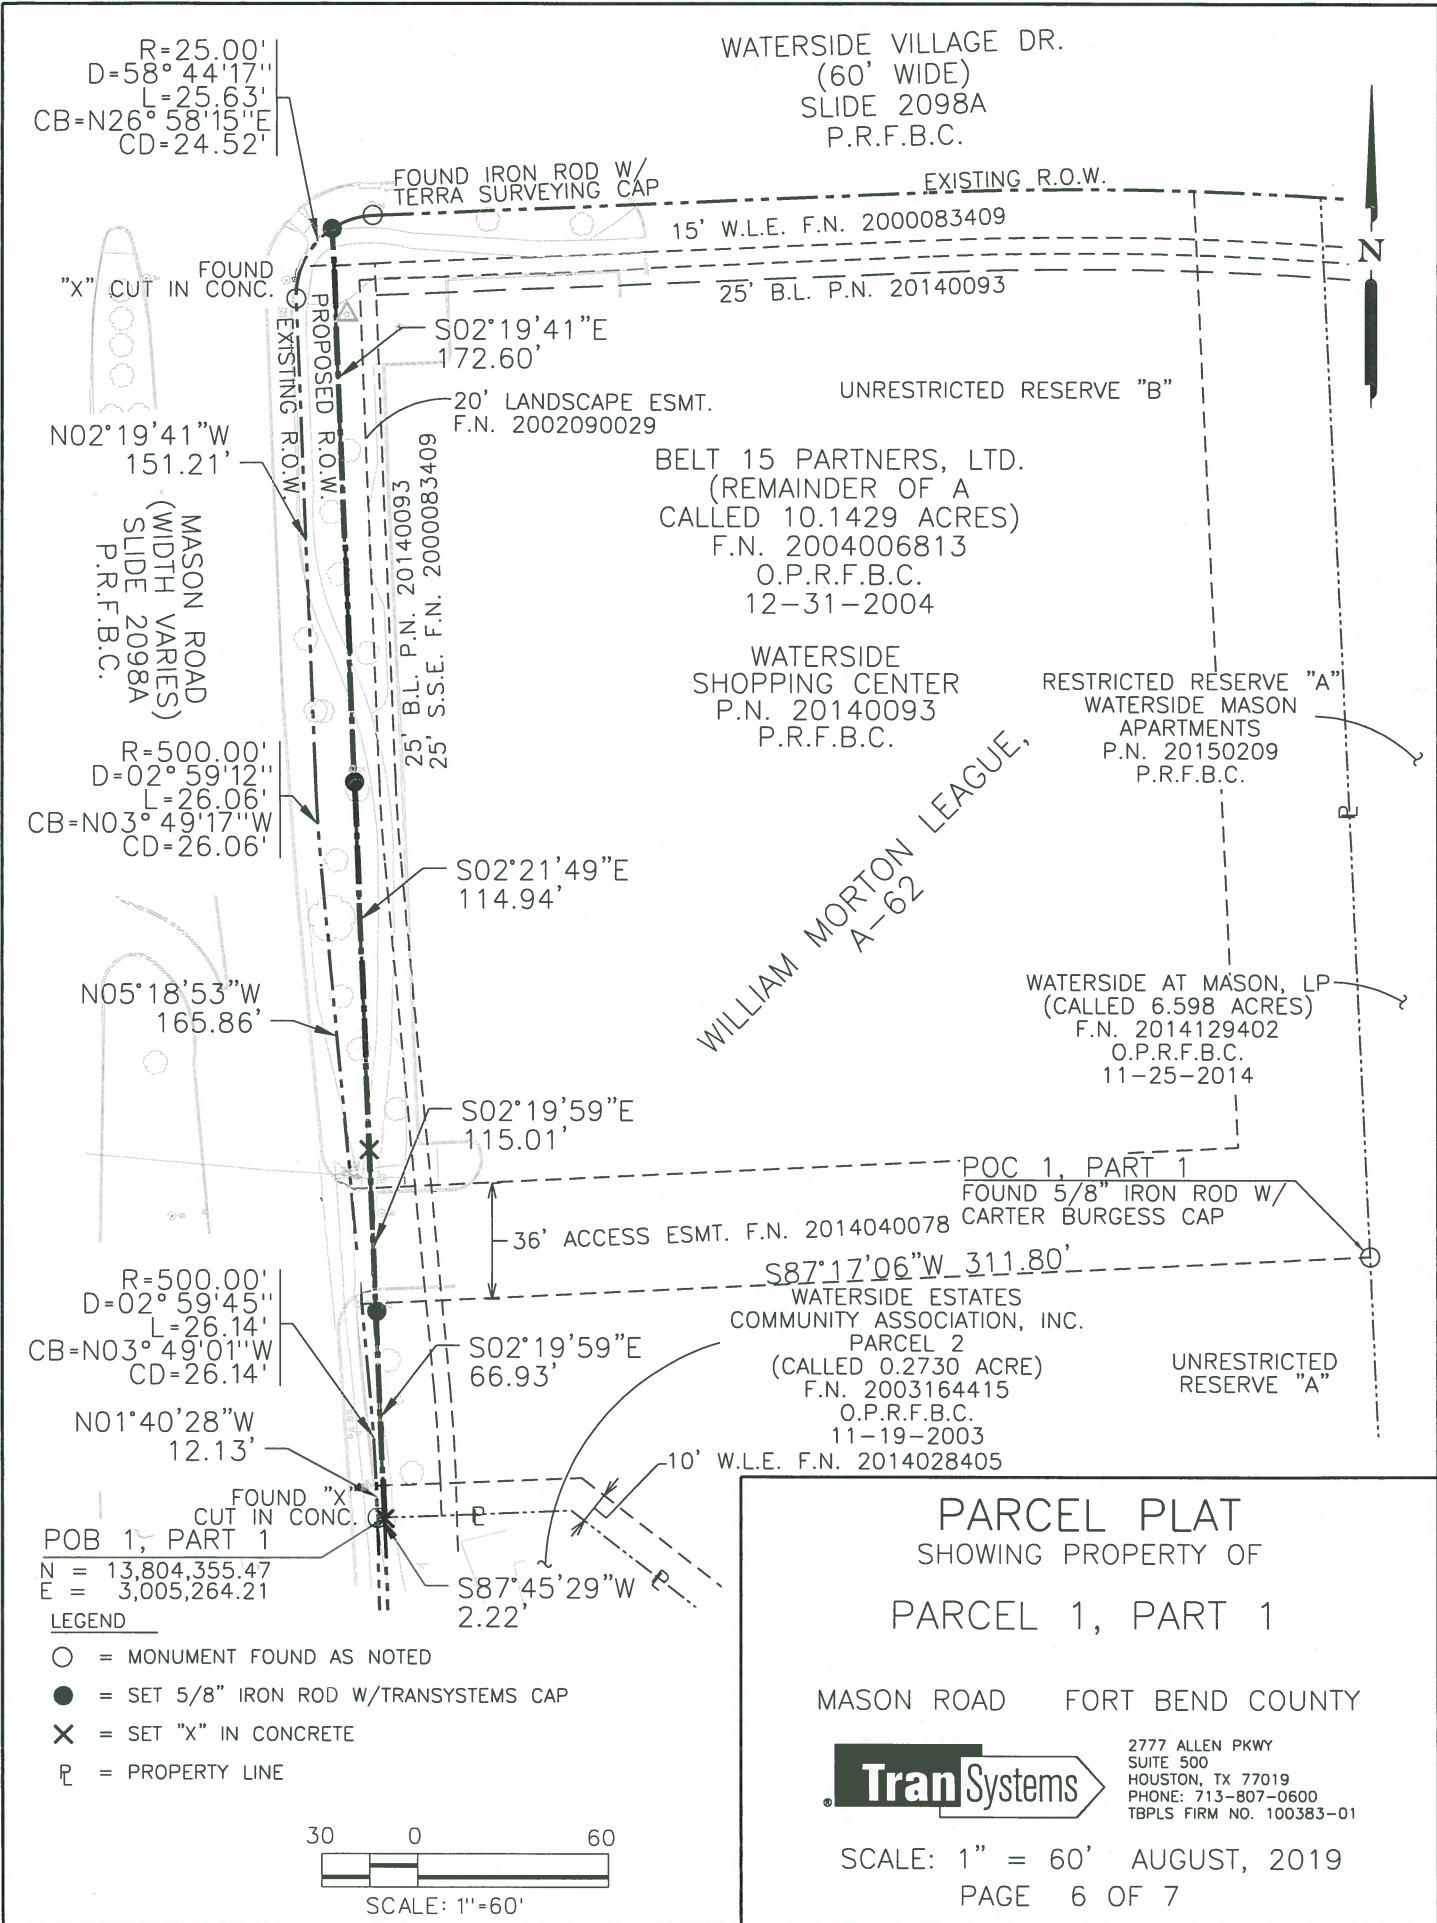 R=25.00'
D=58°44'17"
L=25.63'
CB=N26°58'15"E
CD=24.52'
WATERSIDE VILLAGE DR.
(60' WIDE)
SLIDE 2098A
P.R.F.B.C.
FOUND IRON ROD W/
TERRA SURVEYING CAP
EXISTING R.O.W.
15' W.L.E. F.N. 2000083409
N
FOUND
"X" CUT IN CONC.
25' B.L. P.N. 20140093
EXISTING R.O.W.
PROPOSED R.O.W
S02°19'41"E
172.60'
20' LANDSCAPE ESMT.
F.N. 2002090029
UNRESTRICTED RESERVE "B"
N02°19'41"W
151.21'
BELT 15 PARTNERS, LTD.
(REMAINDER OF A
CALLED 10.1429 ACRES)
F.N. 2004006813
O.P.R.F.B.C.
12-31-2004
MASON ROAD
(WIDTH VARIES)
SLIDE 2098A
P.R.F.B.C.
25' B.L. P.N. 20140093
25' S.S.E. F.N. 2000083409
WATERSIDE
SHOPPING CENTER
P.N. 20140093
P.R.F.B.C.
RESTRICTED RESERVE "A"
WATERSIDE MASON
APARTMENTS
P.N. 20150209
P.R.F.B.C.
R=500.00'
D=02°59'12"
L=26.06'
CB=N03°49'17"W
CD=26.06'
PL
S02°21'49"E
114.94'
WILLIAM MORTON LEAGUE,
A-62
N05°18'53"W
165.86'
WATERSIDE AT MASON, LP
(CALLED 6.598 ACRES)
F.N. 2014129402
O.P.R.F.B.C.
11-25-2014
S02°19'59"E
115.01'
POC 1, PART 1
FOUND 5/8" IRON ROD W/
CARTER BURGESS CAP
36' ACCESS ESMT. F.N. 2014040078
S87°17'06"W 311.80'
R=500.00'
D=02°59'45"
L=26.14'
CB=N03°49'01"W
CD=26.14'
WATERSIDE ESTATES
COMMUNITY ASSOCIATION, INC.
PARCEL 2
(CALLED 0.2730 ACRE)
F.N. 2003164415
O.P.R.F.B.C.
11-19-2003
S02°19'59"E
66.93'
UNRESTRICTED
RESERVE "A"
N01°40'28"W
12.13'
10' W.L.E. F.N. 2014028405
FOUND "X"
CUT IN CONC.
PL
POB 1, PART 1
N = 13,804,355.47
E = 3,005,264.21
S87°45'29"W
2.22'
PL
LEGEND
= MONUMENT FOUND AS NOTED
= SET 5/8" IRON ROD W/TRANSYSTEMS CAP
= SET "X" IN CONCRETE
PL = PROPERTY LINE
30 0 60
SCALE: 1"=60'
PARCEL PLAT
SHOWING PROPERTY OF
PARCEL 1, PART 1
MASON ROAD FORT BEND COUNTY
® TranSystems
2777 ALLEN PKWY
SUITE 500
HOUSTON, TX 77019
PHONE: 713-807-0600
TBPLS FIRM NO. 100383-01
SCALE: 1" = 60' AUGUST, 2019
PAGE 6 OF 7